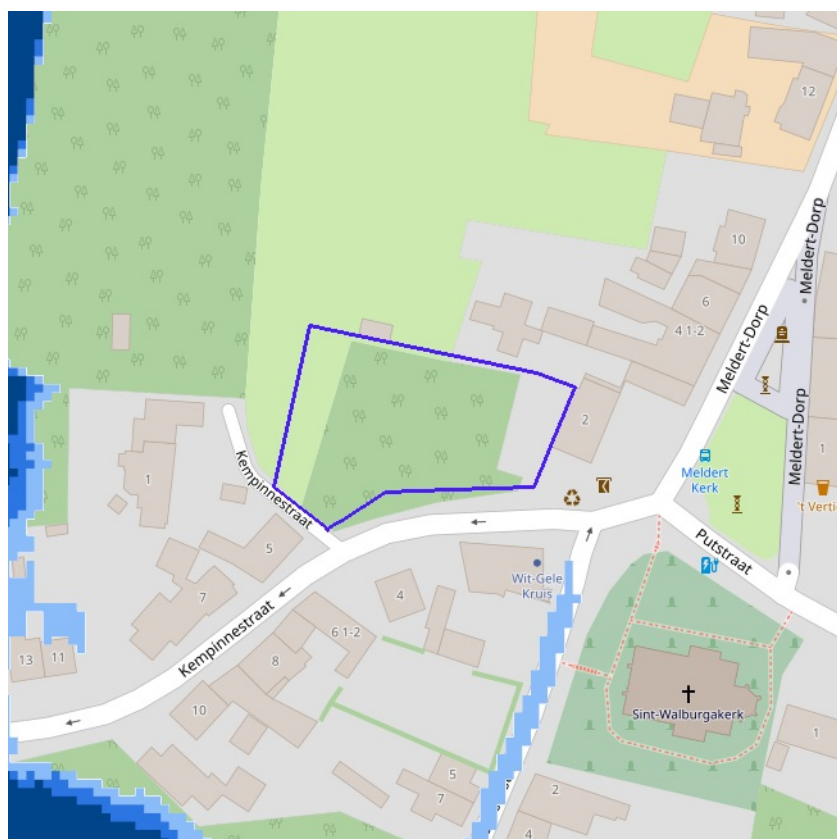 12
10
6
4 1-2
Meldert-Dorp
Meldert-Dorp
Meldert-Dorp
2
1
Meldert
Kerk
't Vertie
1
Kempinnestraat
5
Putstraat
Wit-Gele
Kruis
7
4
6 1-2
Kempinnestraat
13
11
8
10
Sint-Walburgakerk
1
5
7
2
4